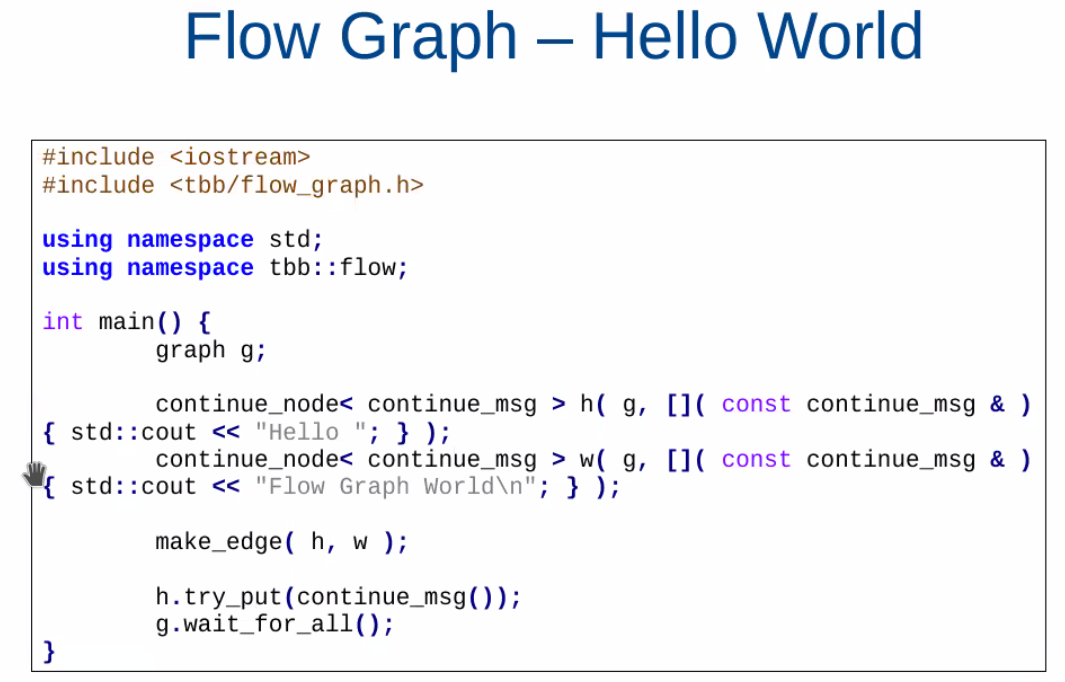 Flow Graph – Hello World
#include <iostream>
#include <tbb/flow_graph.h>
using namespace std;
using namespace tbb::flow;
int main() {
graph g;
continue_node< continue_msg > h( g, []( const continue_msg & )
{ std::cout << "Hello "; } );
continue_node< continue_msg > w( g, []( const continue_msg & )
{ std::cout << "Flow Graph World\n"; } );
make_edge( h, w );
h.try_put(continue_msg());
g.wait_for_all();
}